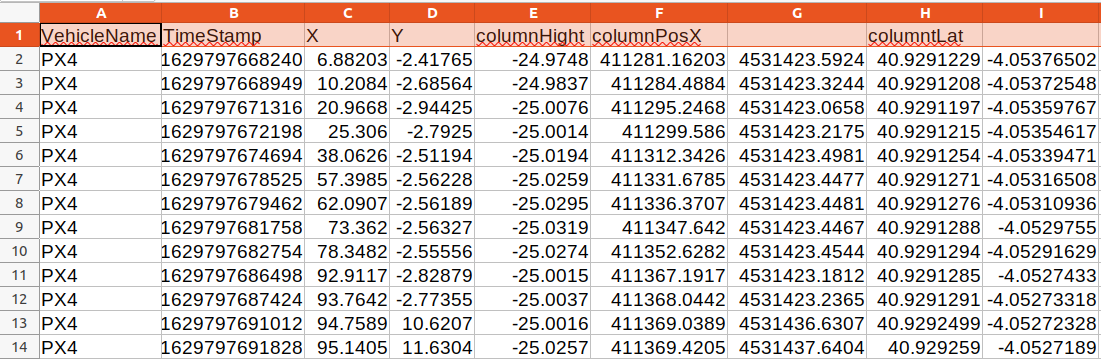 A B C D E F G H I
1 VehicleName TimeStamp X Y columnHight columnPosX columntLat
2 PX4 1629797668240 6.88203 -2.41765 -24.9748 411281.16203 4531423.5924 40.9291229 -4.05376502
3 PX4 1629797668949 10.2084 -2.68564 -24.9837 411284.4884 4531423.3244 40.9291208 -4.05372548
4 PX4 1629797671316 20.9668 -2.94425 -25.0076 411295.2468 4531423.0658 40.9291197 -4.05359767
5 PX4 1629797672198 25.306 -2.7925 -25.0014 411299.586 4531423.2175 40.9291215 -4.05354617
6 PX4 1629797674694 38.0626 -2.51194 -25.0194 411312.3426 4531423.4981 40.9291254 -4.05339471
7 PX4 1629797678525 57.3985 -2.56228 -25.0259 411331.6785 4531423.4477 40.9291271 -4.05316508
8 PX4 1629797679462 62.0907 -2.56189 -25.0295 411336.3707 4531423.4481 40.9291276 -4.05310936
9 PX4 1629797681758 73.362 -2.56327 -25.0319 411347.642 4531423.4467 40.9291288 -4.0529755
10 PX4 1629797682754 78.3482 -2.55556 -25.0274 411352.6282 4531423.4544 40.9291294 -4.05291629
11 PX4 1629797686498 92.9117 -2.82879 -25.0015 411367.1917 4531423.1812 40.9291285 -4.0527433
12 PX4 1629797687424 93.7642 -2.77355 -25.0037 411368.0442 4531423.2365 40.9291291 -4.05273318
13 PX4 1629797691012 94.7589 10.6207 -25.0016 411369.0389 4531436.6307 40.9292499 -4.05272328
14 PX4 1629797691828 95.1405 11.6304 -25.0257 411369.4205 4531437.6404 40.929259 -4.0527189